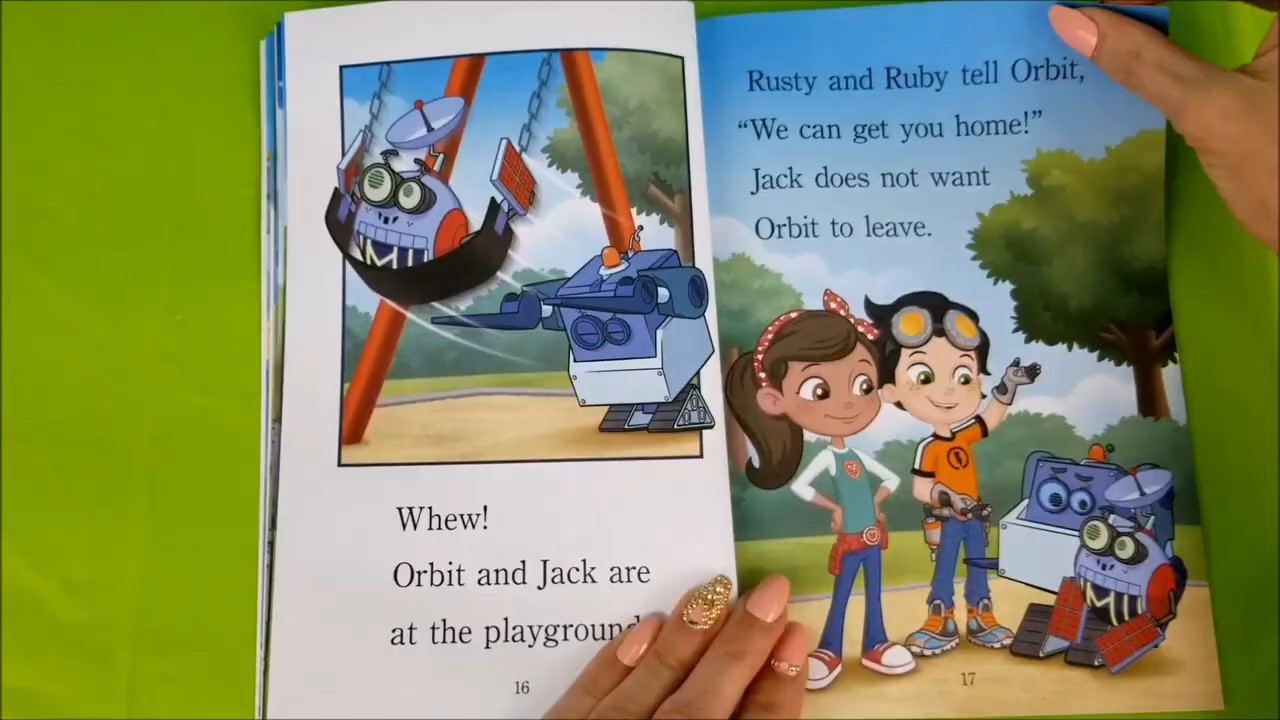 Whew!
Orbit and Jack are
at the playground
16
Rusty and Ruby tell Orbit,
“We can get you home!”
Jack does not want
Orbit to leave.
17